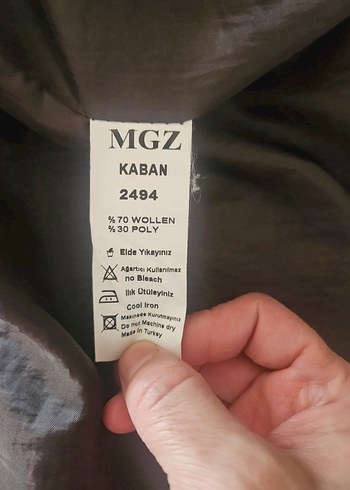 MGZ
KABAN
2494
%70 WOLLEN
%30 POLY
Elde Yıkayınız
Ağartıcı Kullanılmaz
no Bleach
Ilık Ütüleyiniz
Cool Iron
Makinede Kurutmayınız
Do not Machine dry
Made in Turkey